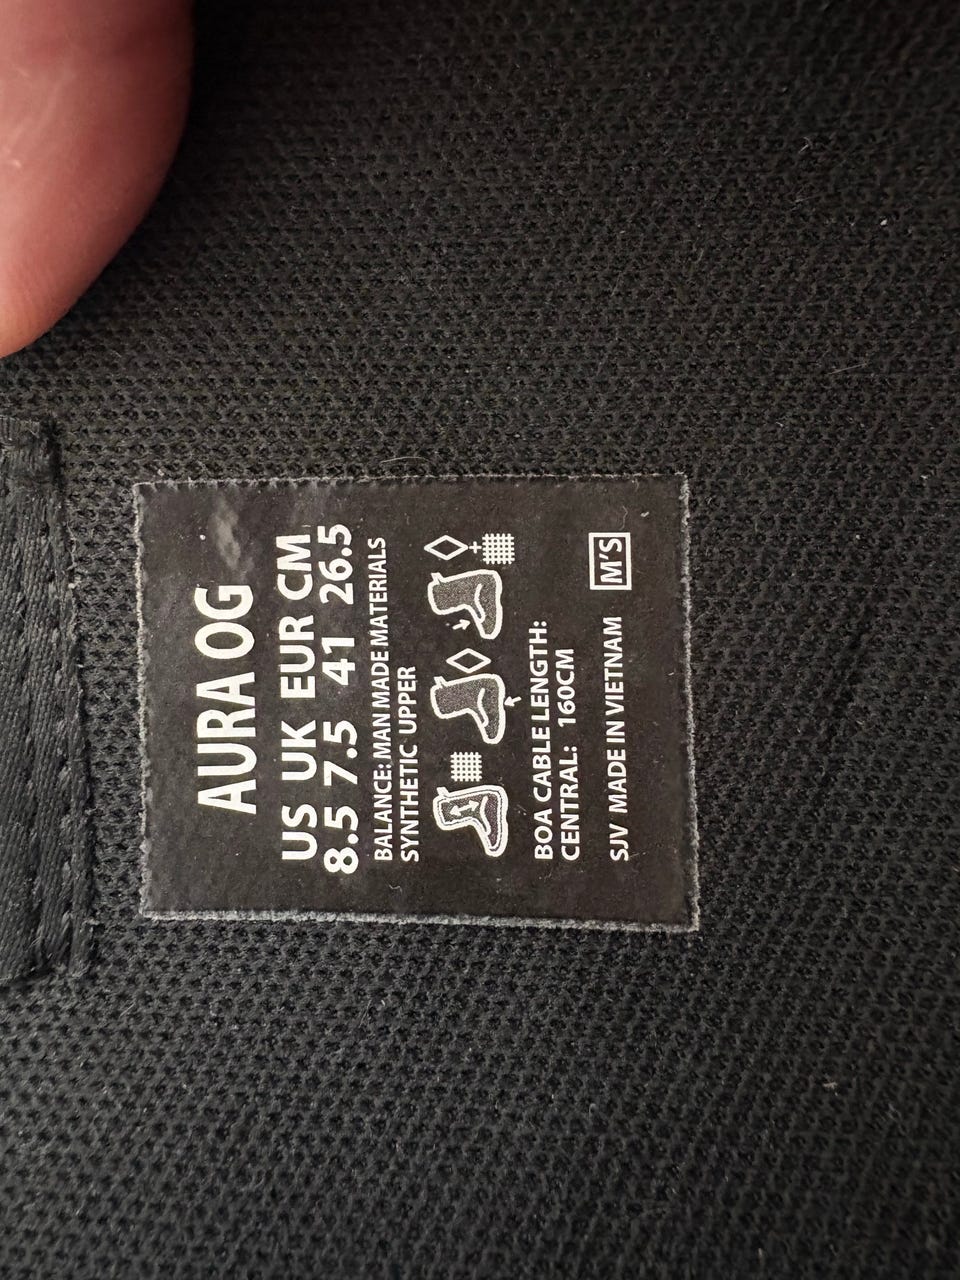 AURA OG
US UK EUR CM
8.5 7.5 41 26.5
BALANCE: MAN MADE MATERIALS
SYNTHETIC UPPER
+
BOA CABLE LENGTH:
CENTRAL: 160CM
SJV MADE IN VIETNAM M'S